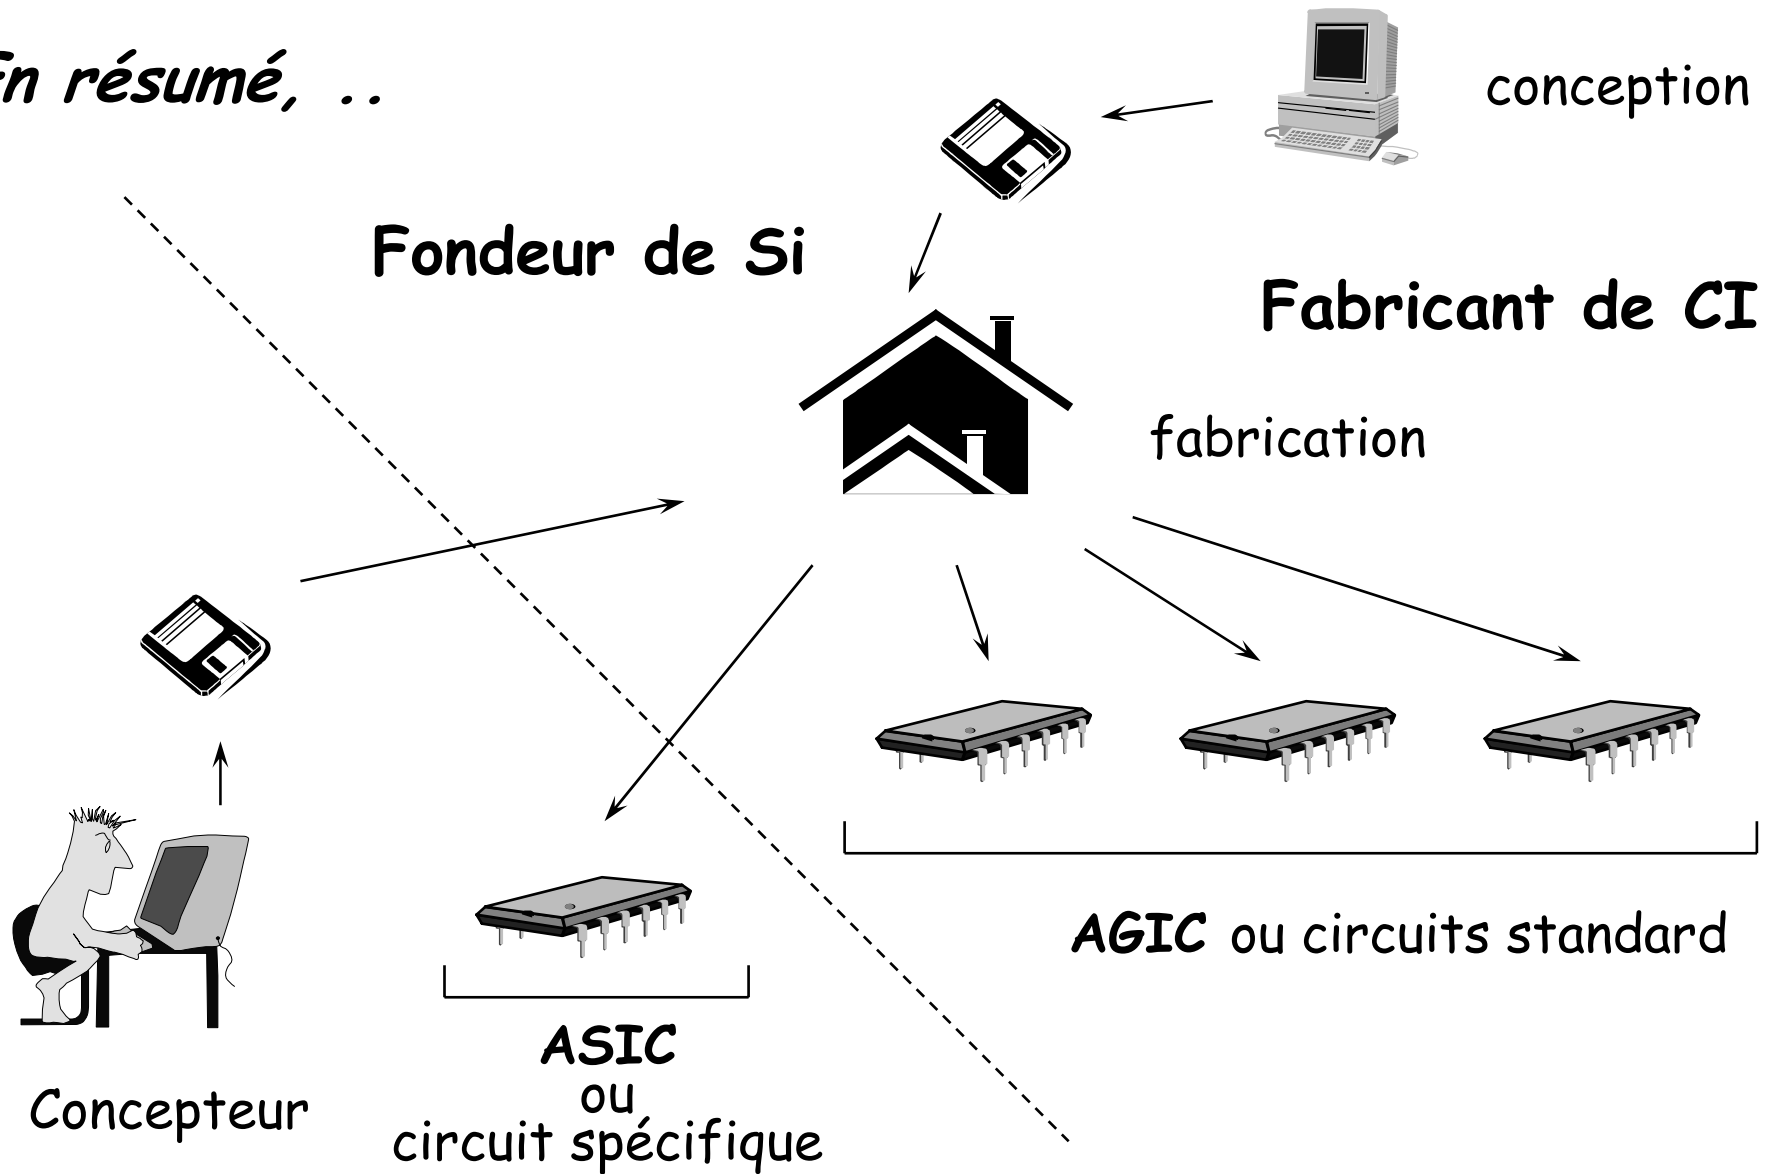 En résumé, ..
conception
Fondeur de Si
Fabricant de CI
fabrication
AGIC ou circuits standard
ASIC
ou
circuit spécifique
Concepteur